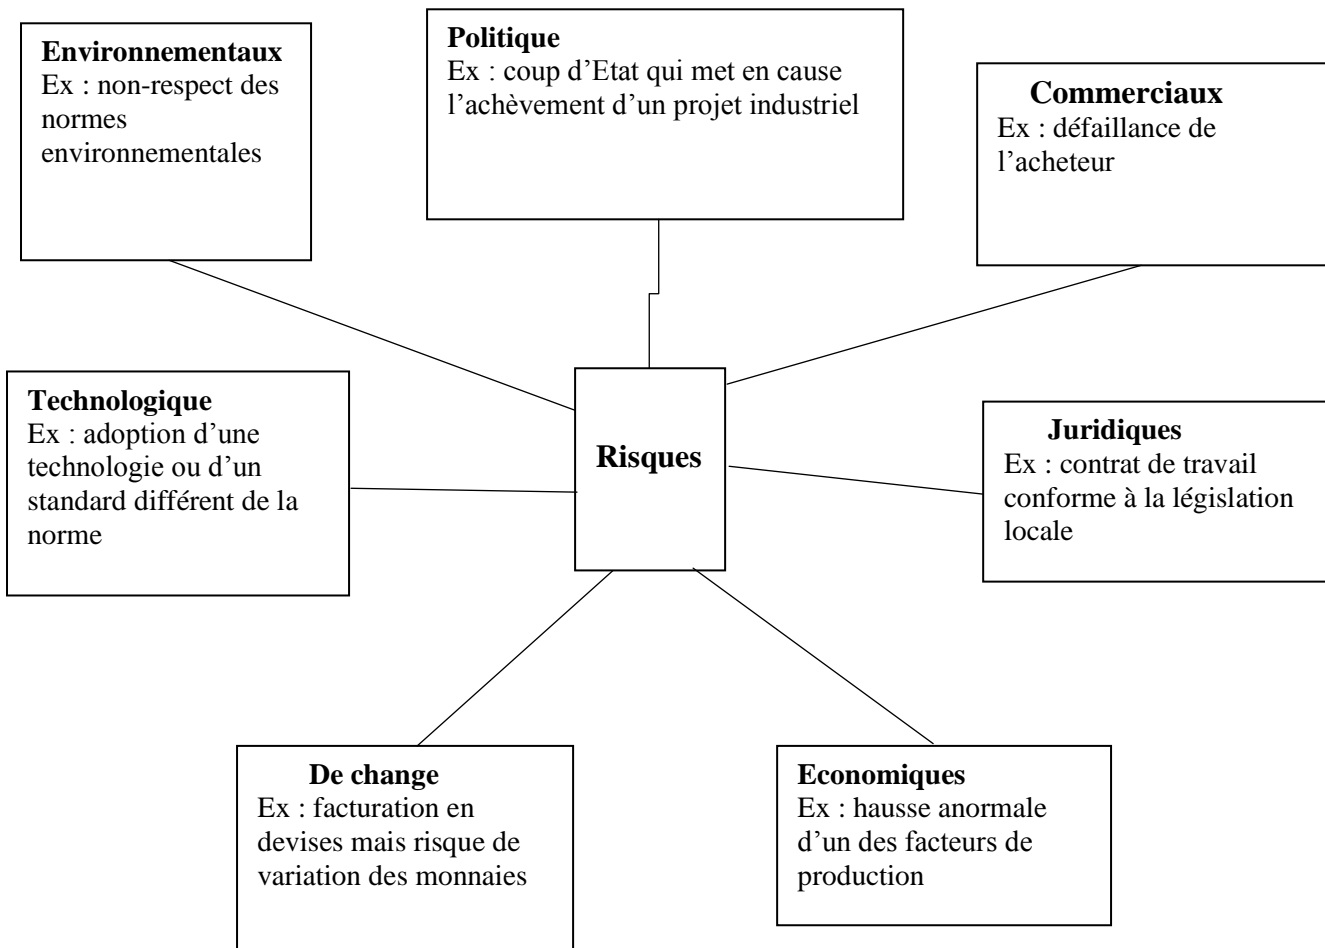 Environnementaux
Ex : non-respect des
normes
environnementales
Politique
Ex : coup d’Etat qui met en cause
l’achèvement d’un projet industriel
Commerciaux
Ex : défaillance de
l’acheteur
Technologique
Ex : adoption d’une
technologie ou d’un
standard différent de la
norme
Risques
Juridiques
Ex : contrat de travail
conforme à la législation
locale
De change
Ex : facturation en
devises mais risque de
variation des monnaies
Economiques
Ex : hausse anormale
d’un des facteurs de
production